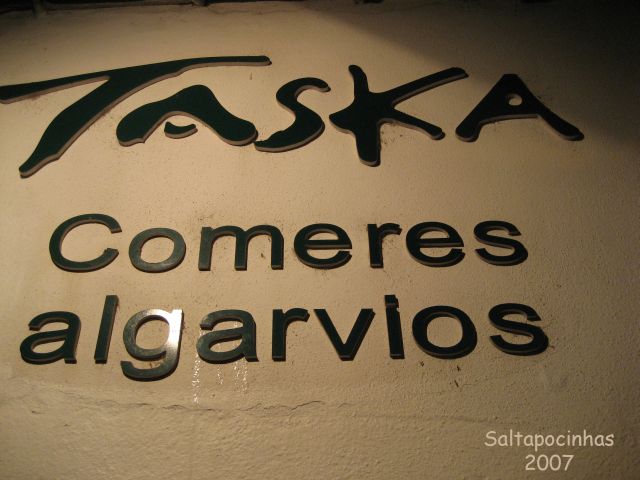 TASKA
Comeres
algarvios
Saltapocinhas
2007